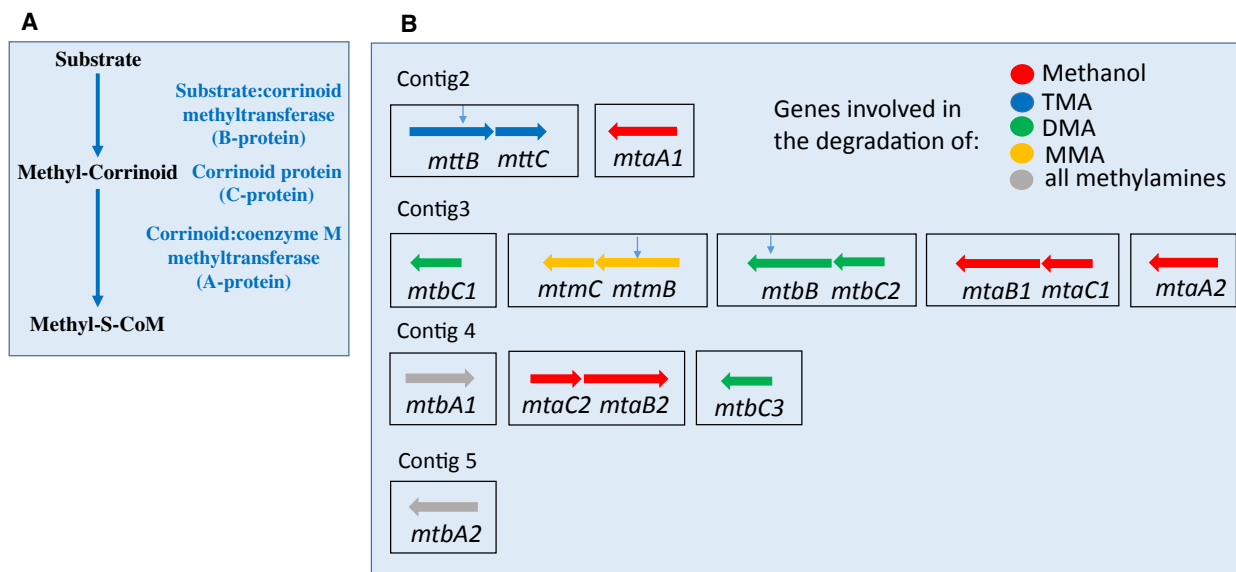 A
Substrate
Substrate:corrinoid
methyltransferase
(B-protein)
Methyl-Corrinoid
Corrinoid protein
(C-protein)
Corrinoid:coenzyme M
methyltransferase
(A-protein)
Methyl-S-CoM
B
Contig2
mttB mttC
mtaA1
Genes involved in
the degradation of:
Methanol
TMA
DMA
MMA
all methylamines
Contig3
mtbC1
mtmC mtmB
mtbB mtbC2
mtaB1 mtaC1
mtaA2
Contig 4
mtbA1
mtaC2 mtaB2
mtbC3
Contig 5
mtbA2